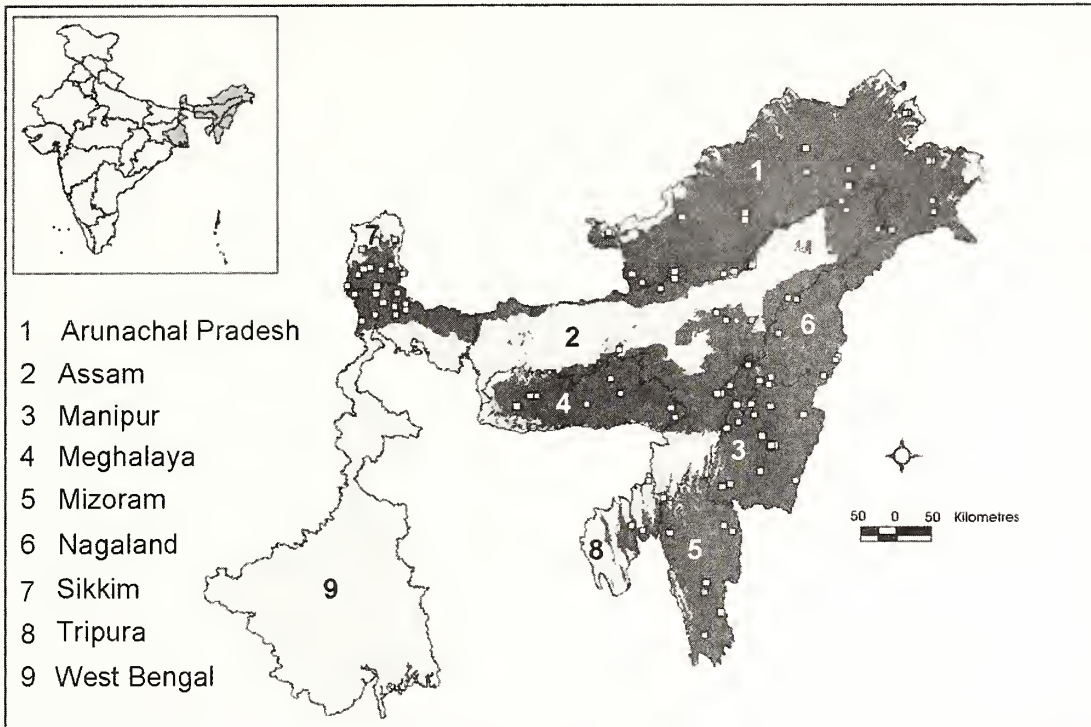 1 Arunachal Pradesh
2 Assam
3 Manipur
4 Meghalaya
5 Mizoram
6 Nagaland
7 Sikkim
8 Tripura
9 West Bengal
7
1
2
6
4
3
5
8
9
50 0 50 Kilometres